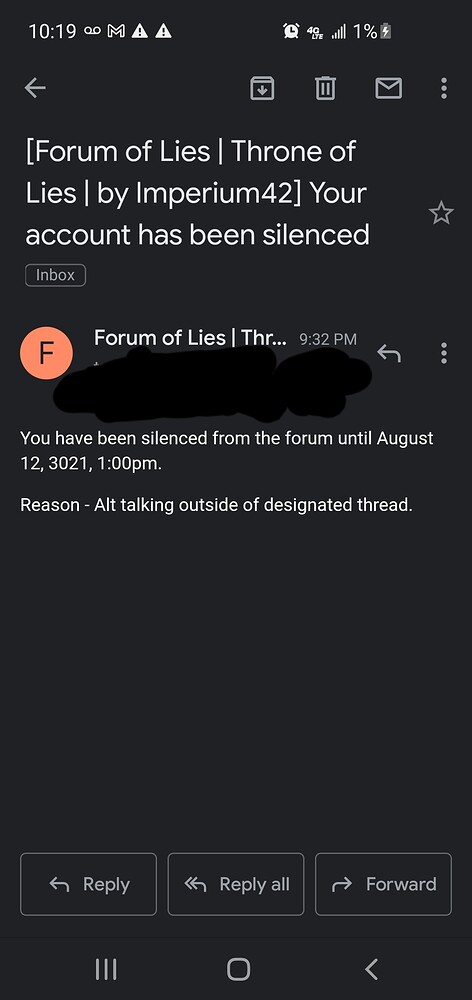 10:19 4G LTE 1%
[Forum of Lies | Throne of
Lies | by Imperium42] Your
account has been silenced
Inbox
F
Forum of Lies | Thr... 9:32 PM
You have been silenced from the forum until August
12, 3021, 1:00pm.
Reason - Alt talking outside of designated thread.
Reply Reply all Forward